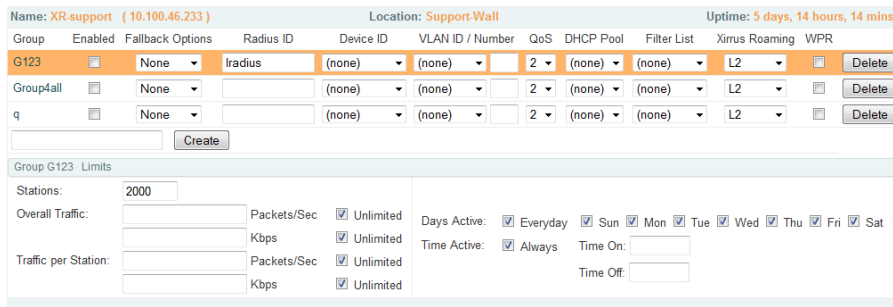 Name: XR-support ( 10.100.46.233 ) Location: Support-Wall Uptime: 5 days, 14 hours, 14 mins
Group Enabled Fallback Options Radius ID Device ID VLAN ID / Number QoS DHCP Pool Filter List Xirrus Roaming WPR
G123 None Iradius (none) (none) 2 (none) (none) L2 Delete
Group4all None (none) (none) 2 (none) (none) L2 Delete
q None (none) (none) 2 (none) (none) L2 Delete
Create
Group G123 Limits
Stations: 2000
Overall Traffic: Packets/Sec Unlimited
Kbps Unlimited
Traffic per Station: Packets/Sec Unlimited
Kbps Unlimited
Days Active: Everyday Sun Mon Tue Wed Thu Fri Sat
Time Active: Always Time On:
Time Off: